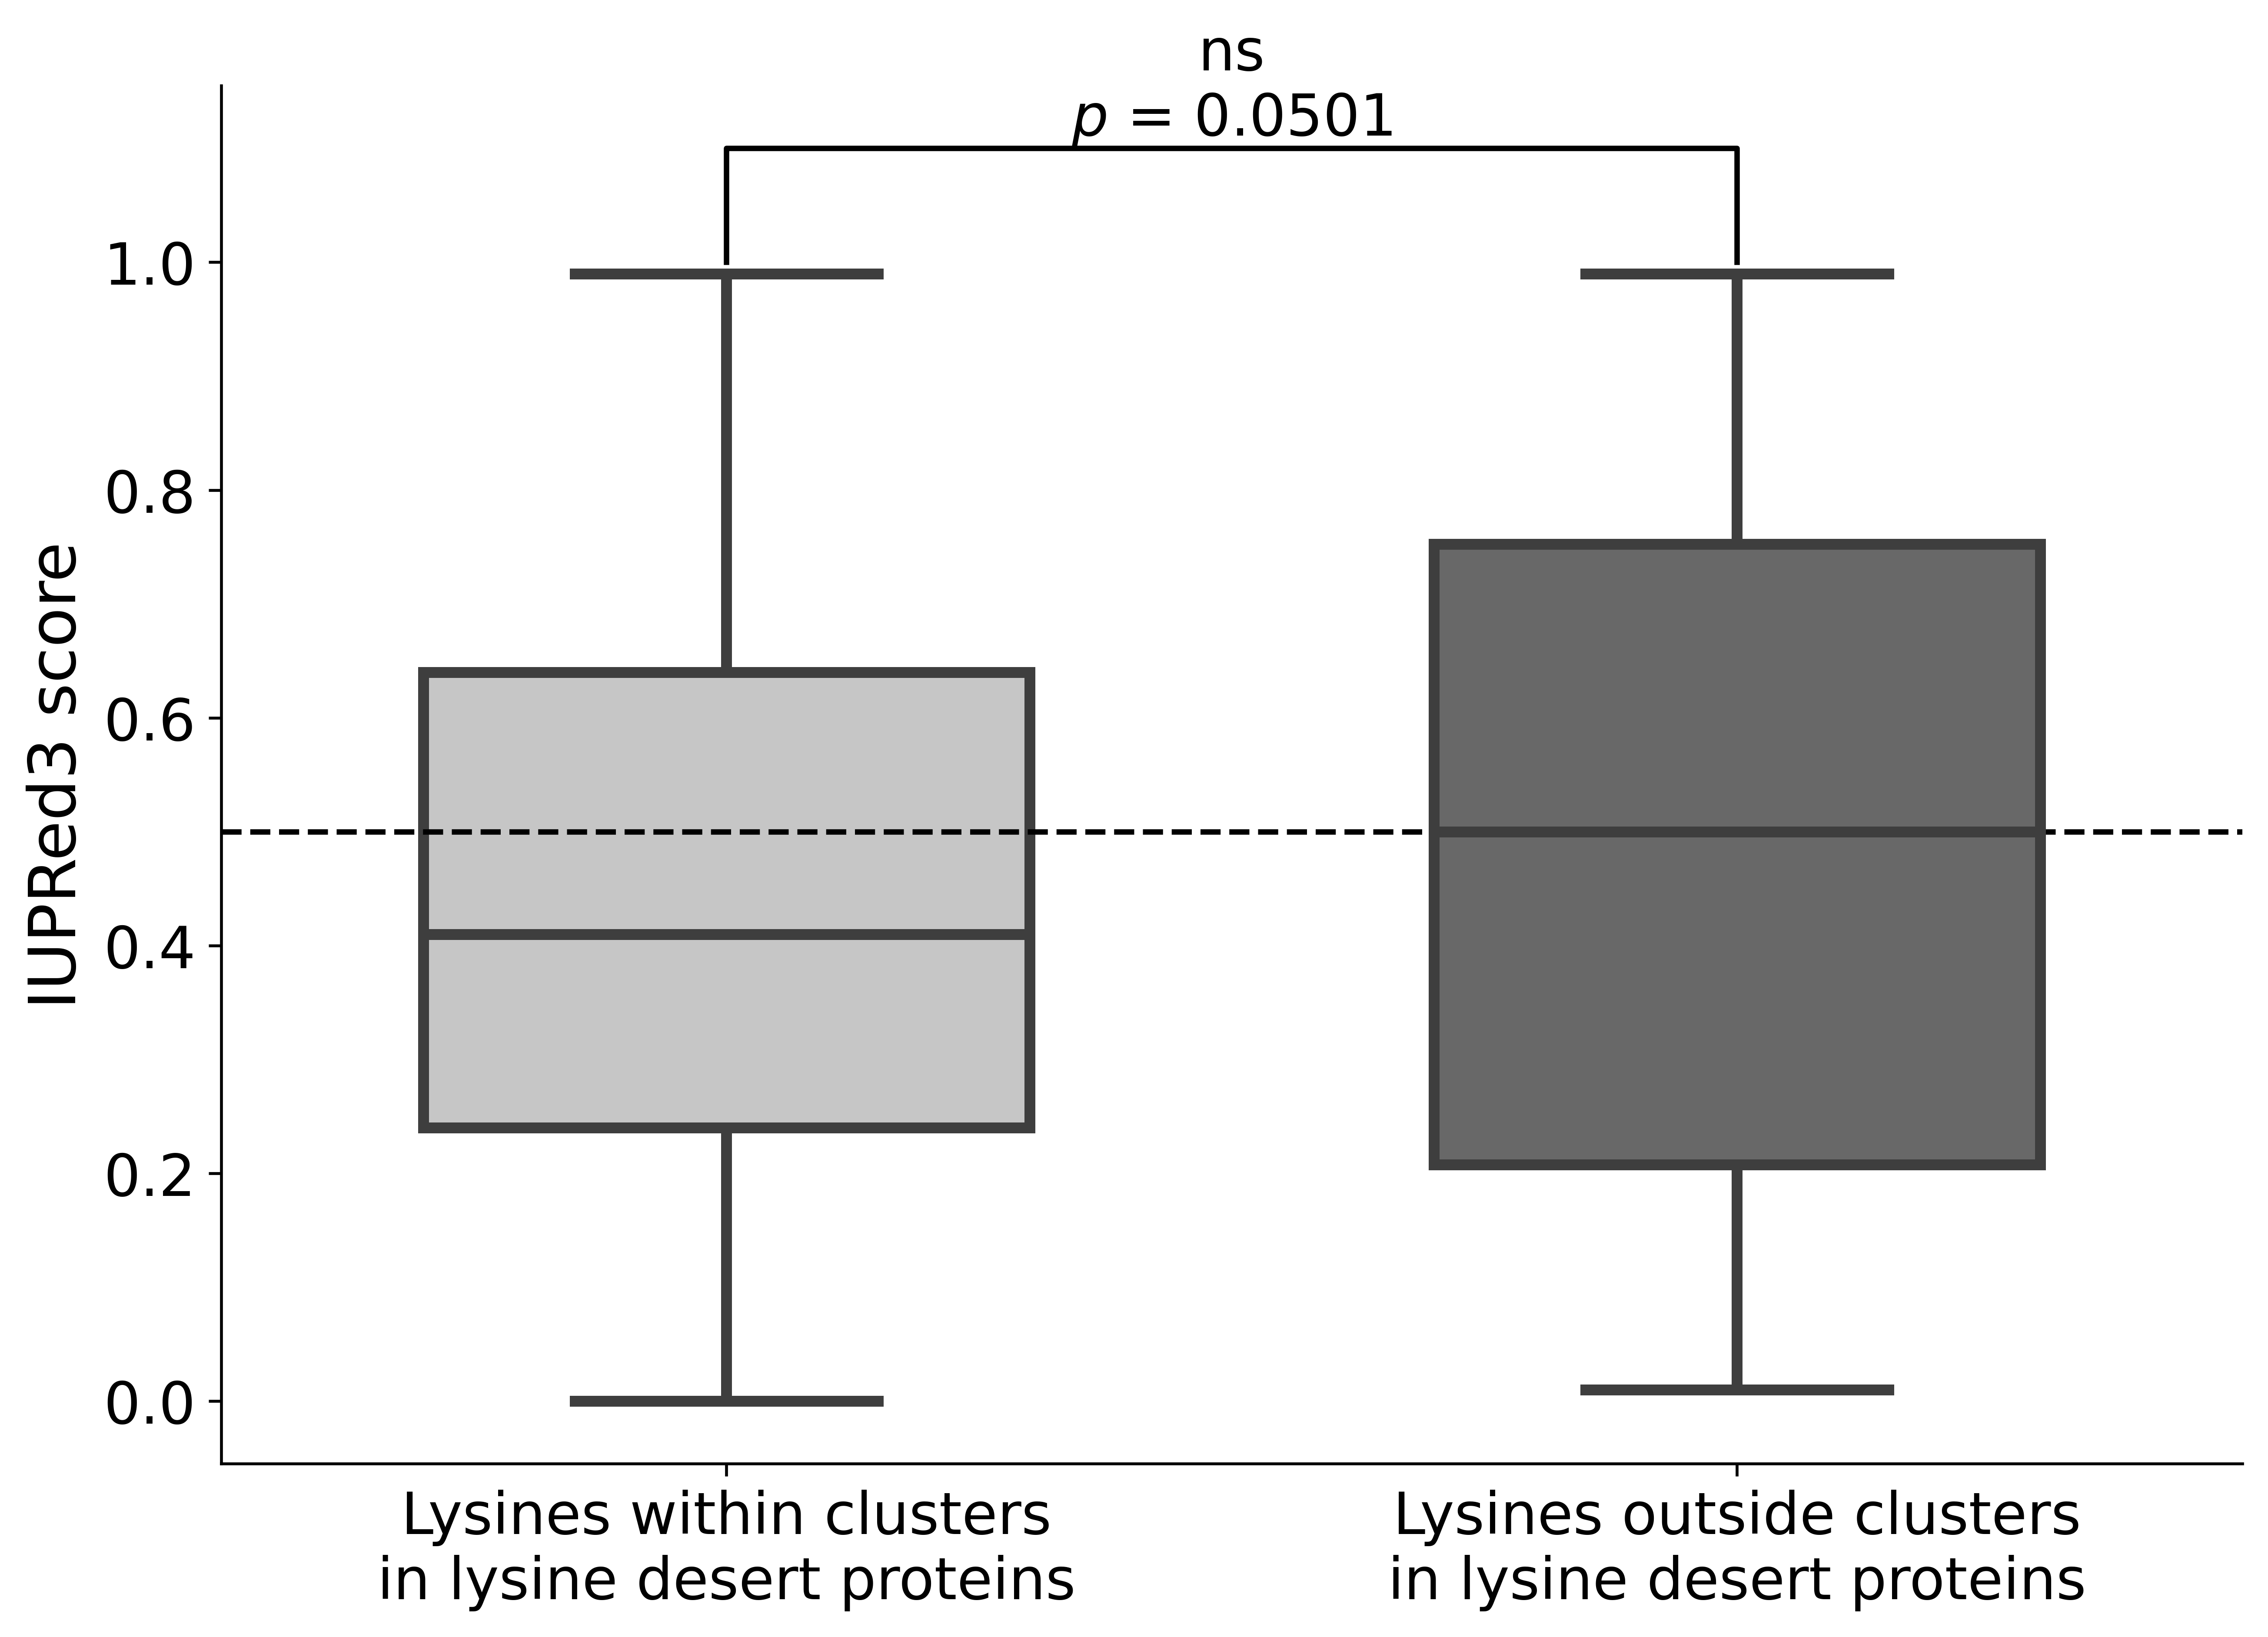 ns
p = 0.0501
IUPRed3 score
1.0
0.8
0.6
0.4
0.2
0.0
Lysines within clusters
in lysine desert proteins
Lysines outside clusters
in lysine desert proteins